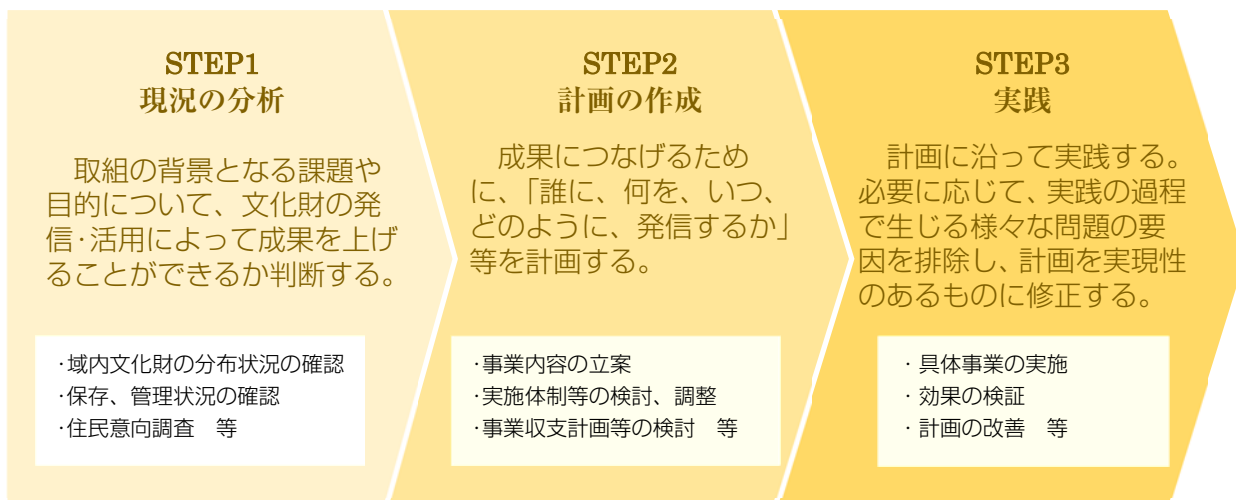 STEP1
現況の分析
取組の背景となる課題や
目的について、文化財の発
信・活用によって成果を上げ
ることができるか判断する。
・域内文化財の分布状況の確認
・保存、管理状況の確認
・住民意向調査　等
STEP2
計画の作成
成果につなげるため
に、「誰に、何を、いつ、
どのように、発信するか」
等を計画する。
・事業内容の立案
・実施体制等の検討、調整
・事業収支計画等の検討　等
STEP3
実践
計画に沿って実践する。
必要に応じて、実践の過程
で生じる様々な問題の要
因を排除し、計画を実現性
のあるものに修正する。
・具体事業の実施
・効果の検証
・計画の改善　等